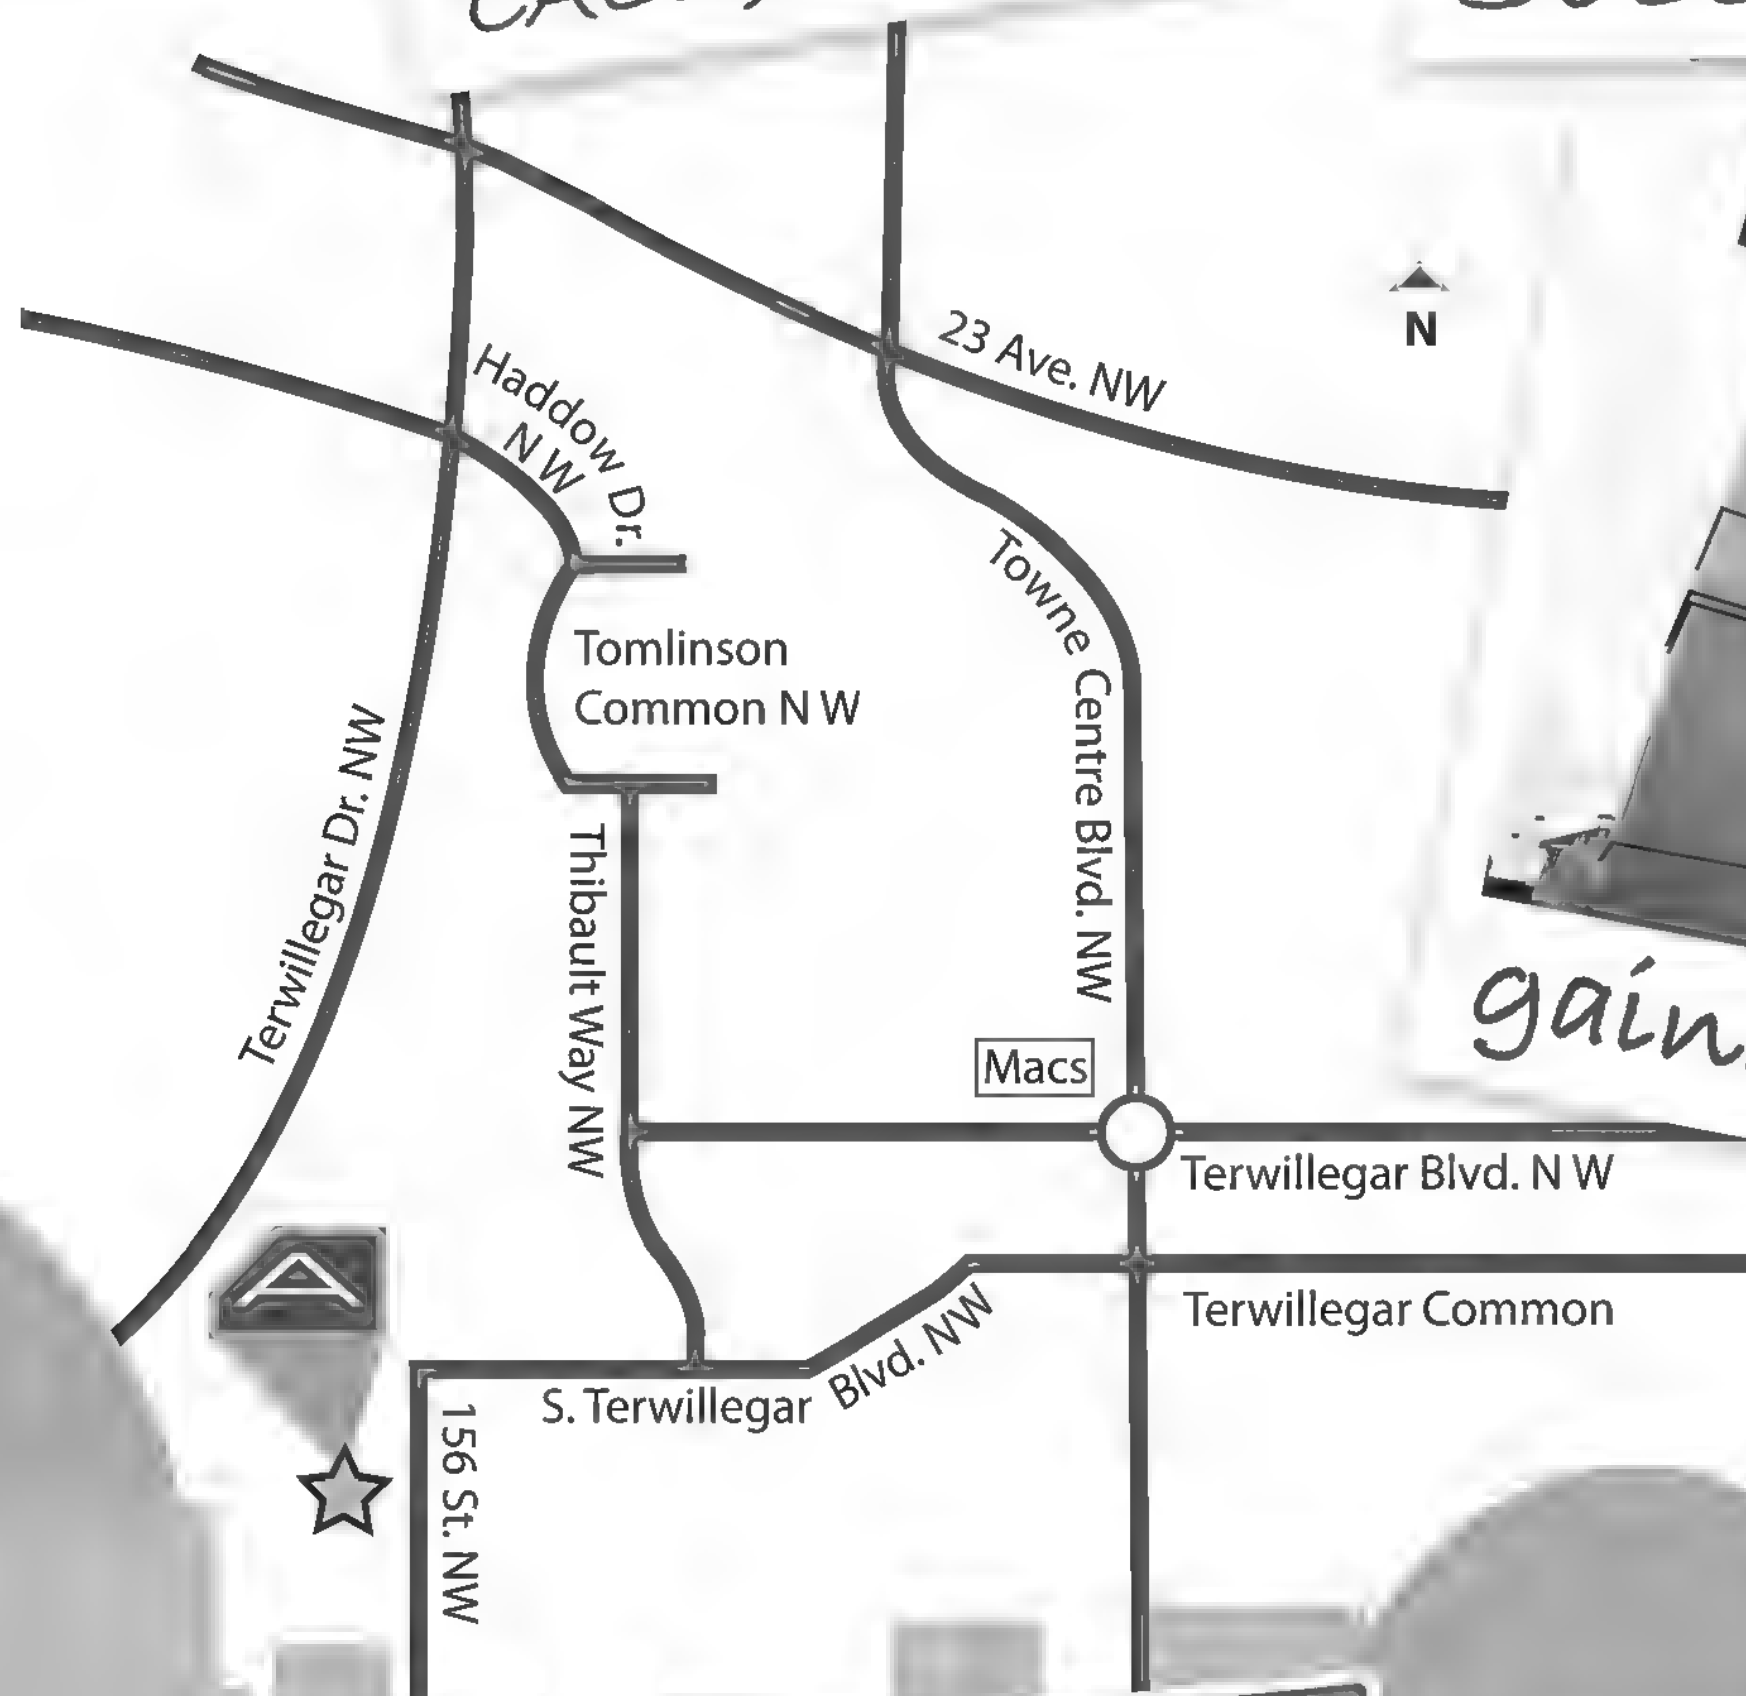 23 Ave. NW
N
Haddow Dr.
N W
Towne Centre Blvd. NW
Tomlinson
Common N W
Terwillegar Dr. NW
Thibault Way NW
gain
Macs
Terwillegar Blvd. N W
Terwillegar Common
S. Terwillegar Blvd. NW
156 St. NW